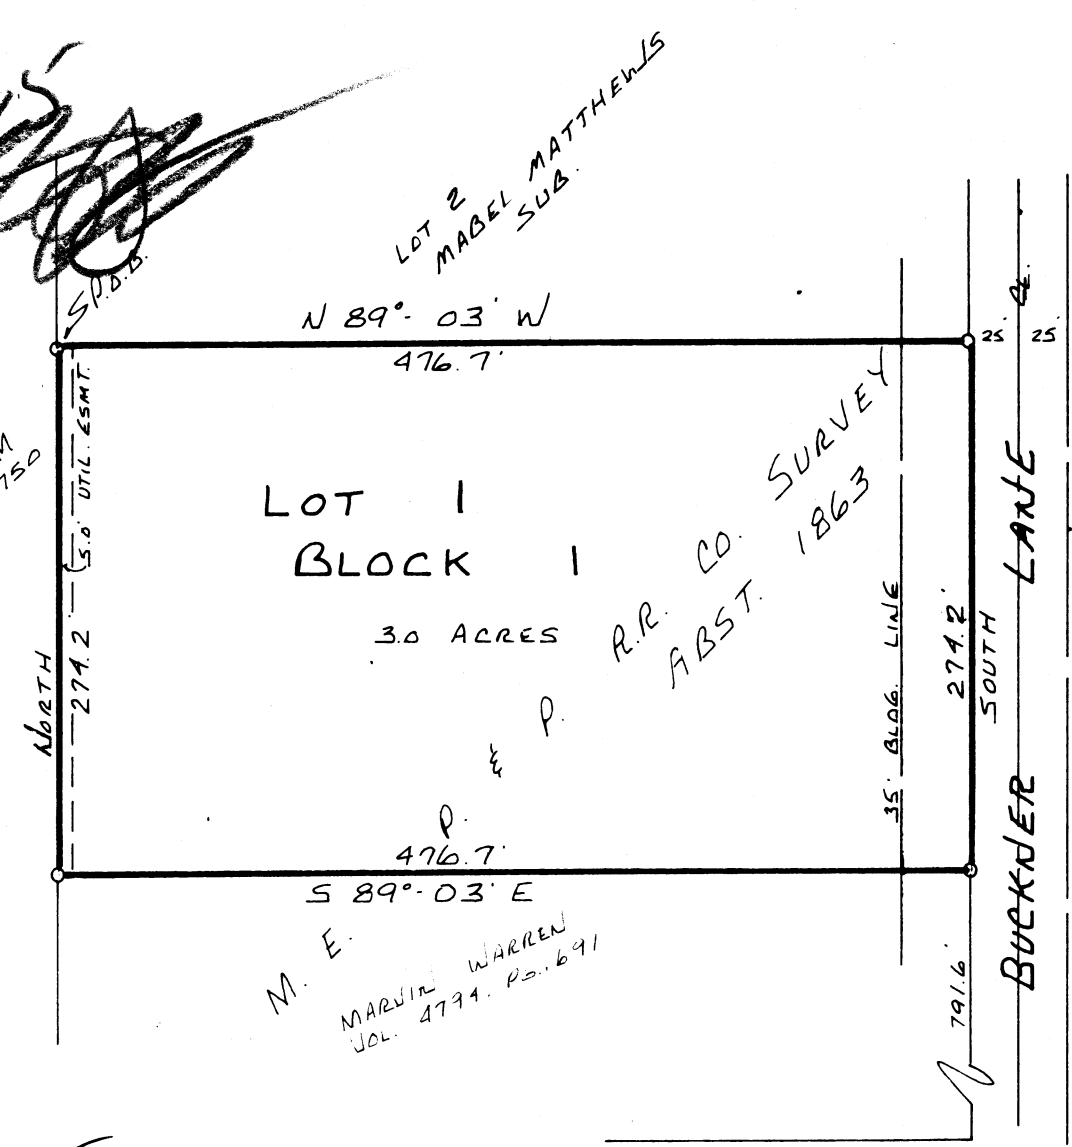 LOT 2
MABEL MATTHEWS
SUB.
P.O.B.
N 89°- 03' W
476.7'
25'
25'
750
5.0' UTIL. ESMT.
LOT 1
BLOCK 1
3.0 ACRES
M. E. P. & P. R.R. CO. SURVEY
ABST. 1863
NORTH
274.2
35' BLDG. LINE
274.2'
SOUTH
BUCKNER LANE
476.7'
S 89°- 03' E
MARVIN WARREN
VOL. 4794. PG. 691
791.6'